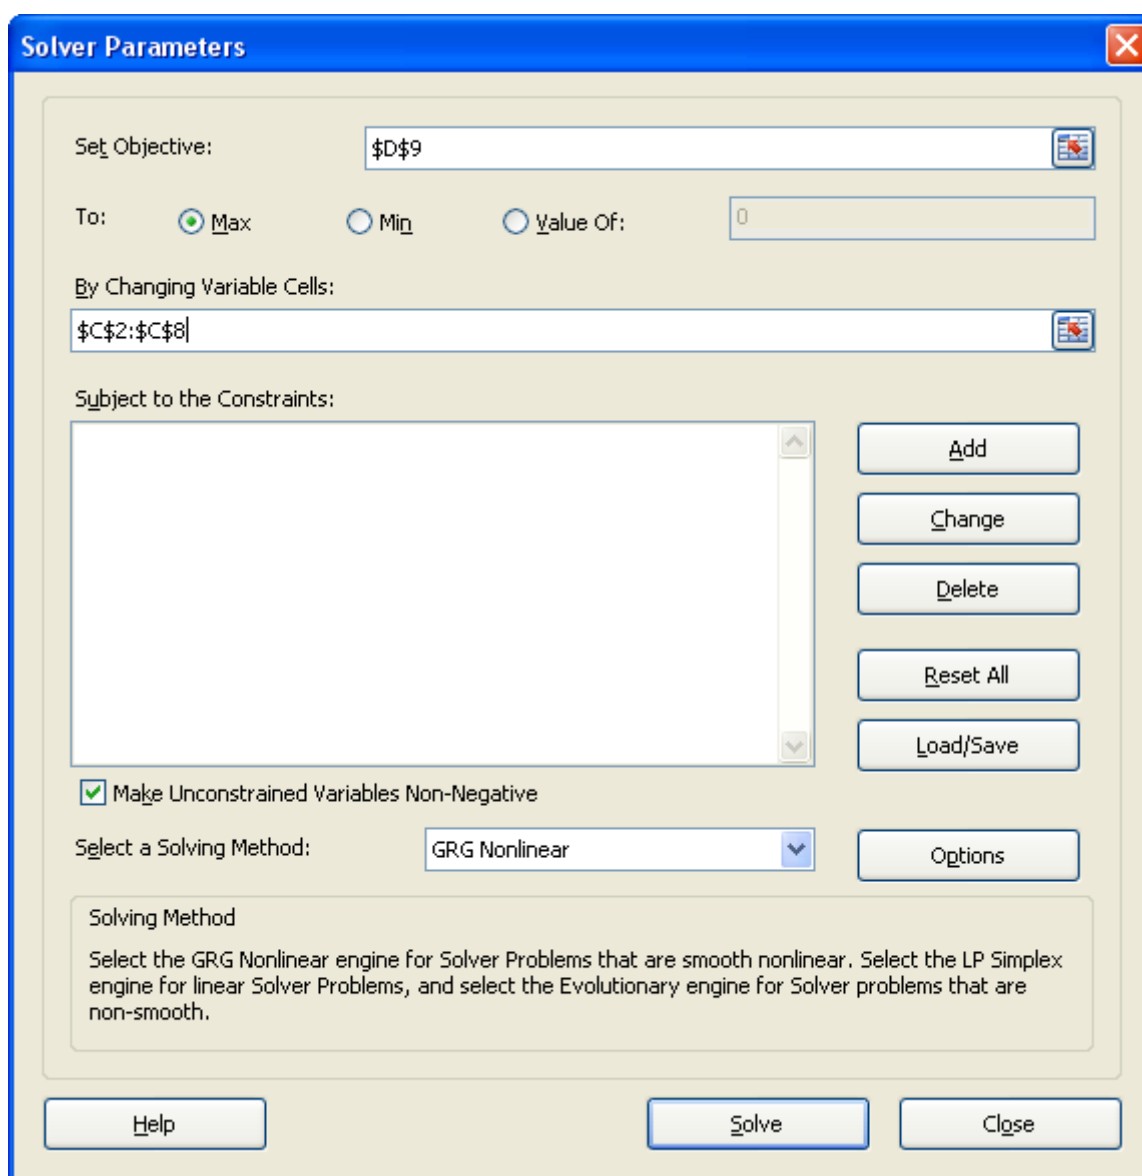 Solver Parameters
Set Objective:
$D$9
To:
Max
Min
Value Of:
0
By Changing Variable Cells:
$C$2:$C$8
Subject to the Constraints:
Add
Change
Delete
Reset All
Load/Save
Make Unconstrained Variables Non-Negative
Select a Solving Method:
GRG Nonlinear
Options
Solving Method
Select the GRG Nonlinear engine for Solver Problems that are smooth nonlinear. Select the LP Simplex
engine for linear Solver Problems, and select the Evolutionary engine for Solver problems that are
non-smooth.
Help
Solve
Close